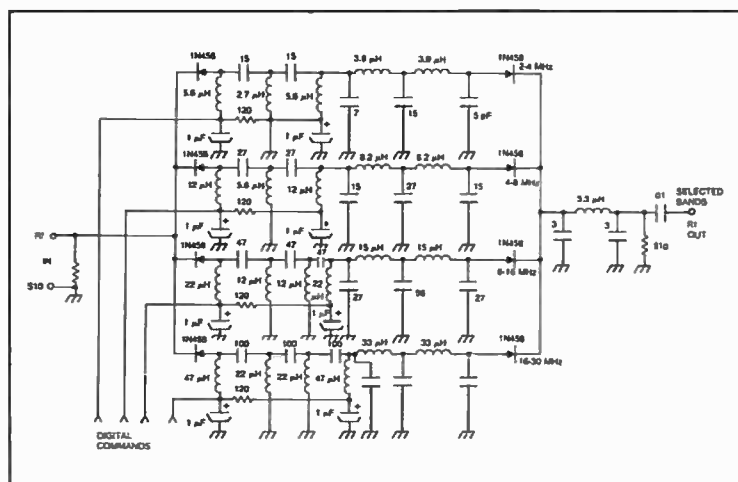 1N458 15 15 3.9 µH 3.9 µH 1N458
2-4 MHz
5.6 µH 2.7 µH 5.6 µH
120
1 µF 1 µF 7 15 5 pF
1N458 27 27 8.2 µH 8.2 µH 1N458
4-8 MHz
12 µH 5.6 µH 12 µH
120
1 µF 1 µF 15 27 15
3.3 µH 01 SELECTED
BANDS
OUT
3 3 510
IN
510
1N458 47 47 47 15 µH 15 µH 1N458
22 µH 12 µH 12 µH 22
µH
120
1 µF 1 µF 27 56 27
1N458 100 100 100 33 µH 33 µH 1N458
16-30 MHz
47 µH 22 µH 22 µH 47 µH
120
1 µF 1 µF
DIGITAL
COMMANDS